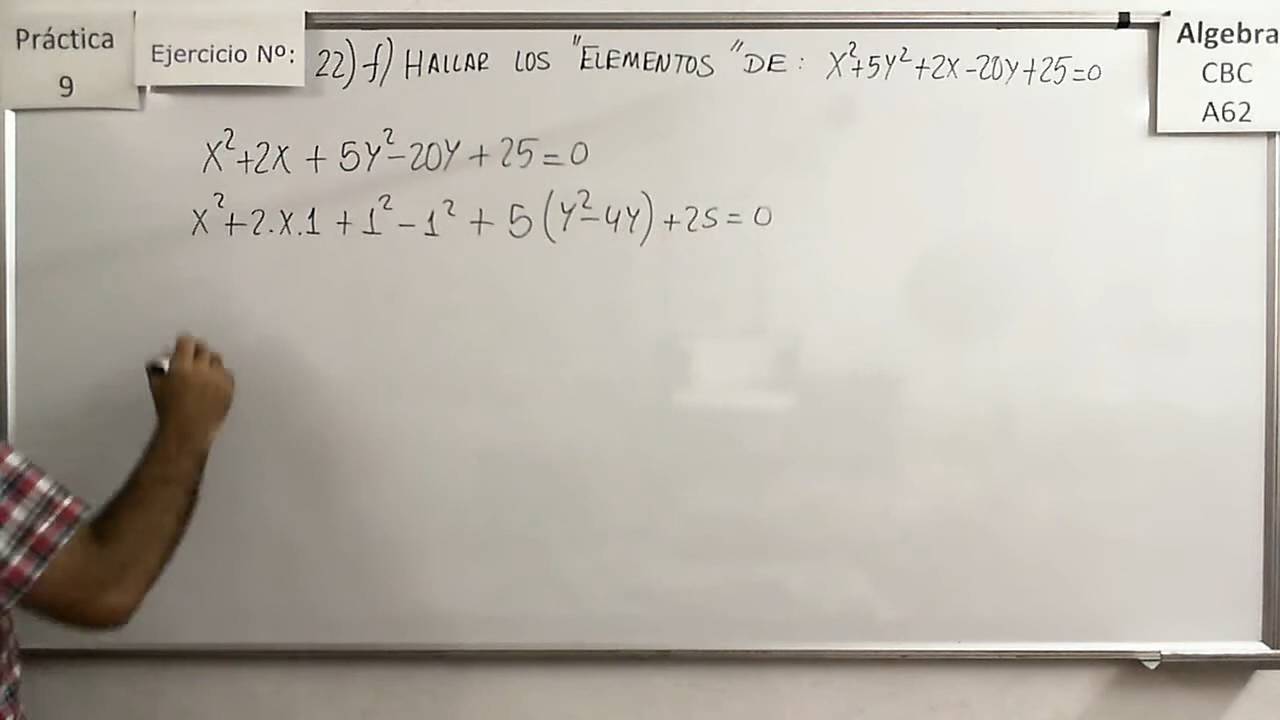 Práctica
9
Ejercicio Nº:
22) f) HALLAR LOS "ELEMENTOS" DE: X²+5Y²+2X-20Y+25=0
Algebra
CBC
A62
X²+2X+5Y²-20Y+25=0
X²+2.X.1+1²-1²+5(Y²-4Y)+25=0